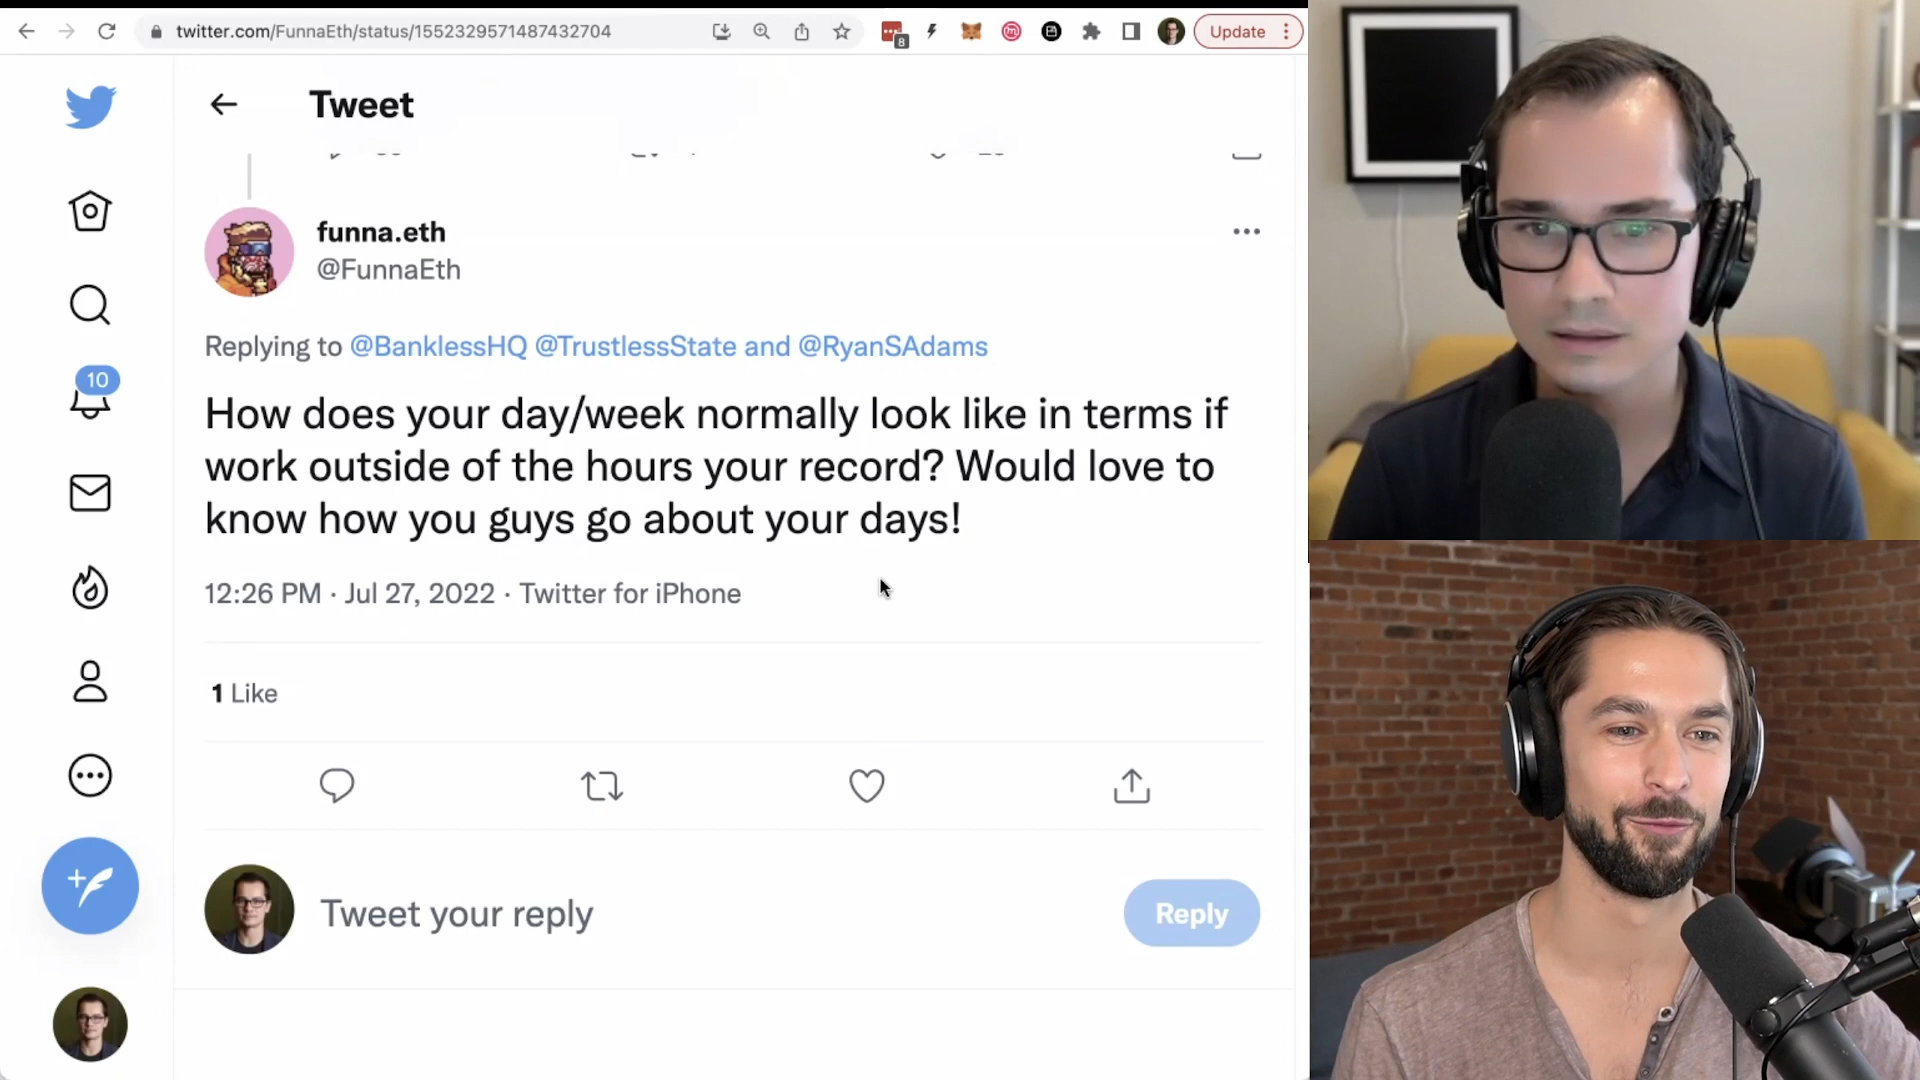 twitter.com/FunnaEth/status/1552329571487432704
8
Update
Tweet
funna.eth
@FunnaEth
Replying to @BanklessHQ @TrustlessState and @RyanSAdams
10
How does your day/week normally look like in terms if
work outside of the hours your record? Would love to
know how you guys go about your days!
12:26 PM · Jul 27, 2022 · Twitter for iPhone
1 Like
Tweet your reply
Reply